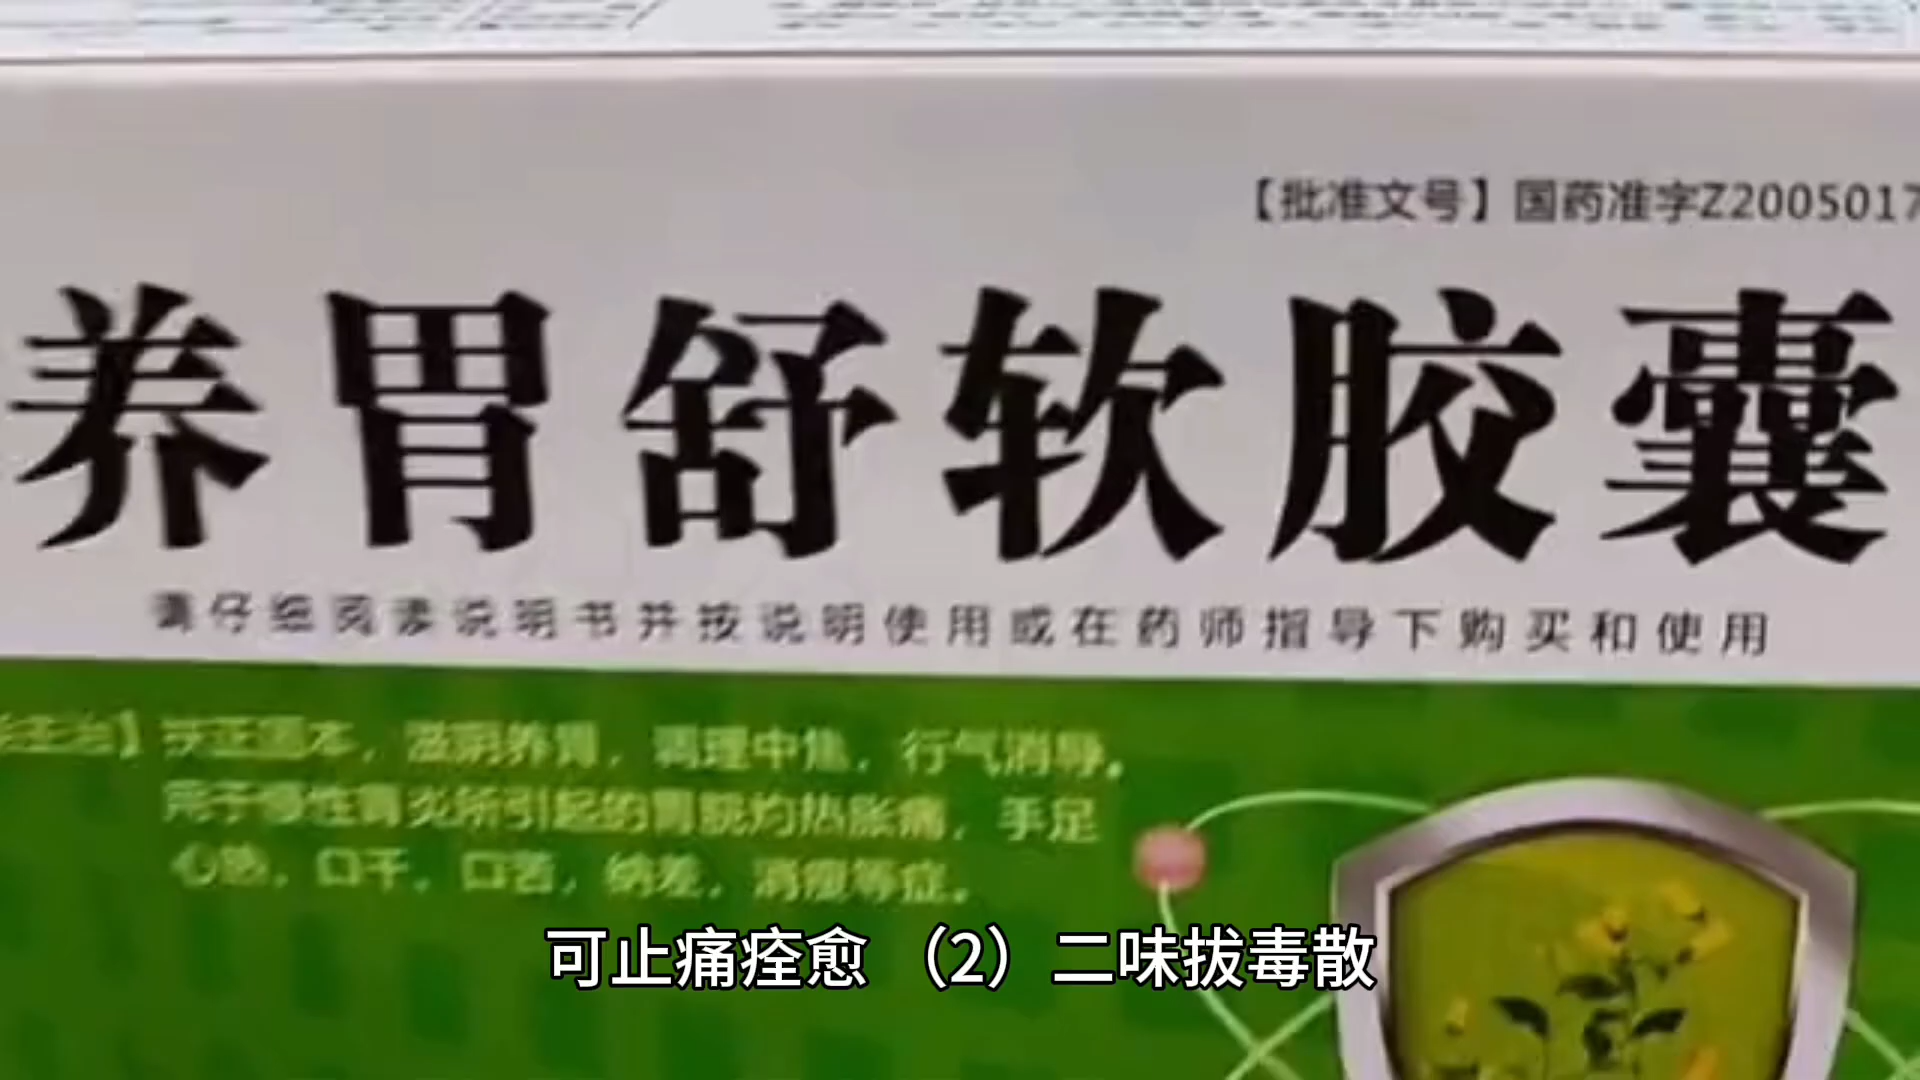 【批准文号】国药准字Z2005017
养胃舒软胶囊
请仔细阅读说明书并按说明使用或在药师指导下购买和使用
主治】扶正固本，滋阴养胃，调理中焦，行气消导。
用于慢性胃炎所引起的胃脘灼热胀痛，手足
心热，口干，口苦，纳差，消瘦等症。
可止痛痊愈 （2）二味拔毒散